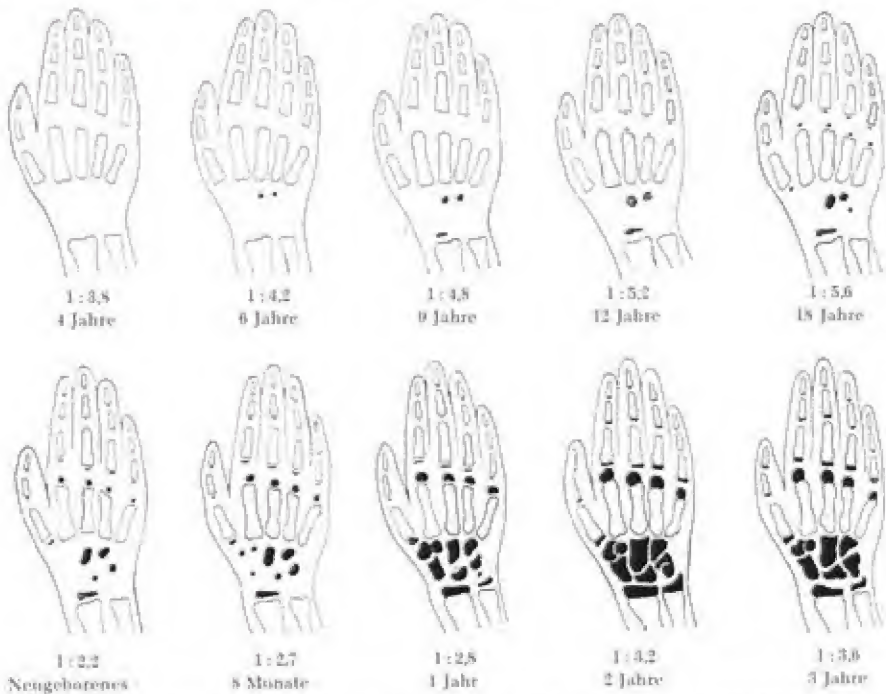 1 : 3,8 1 : 4,2 1 : 4,8 1 : 5,2 1 : 5,6
4 Jahre 6 Jahre 9 Jahre 12 Jahre 18 Jahre
1 : 2,2 1 : 2,7 1 : 2,8 1 : 3,2 1 : 3,6
Neugeborenes 8 Monate 1 Jahr 2 Jahre 3 Jahre